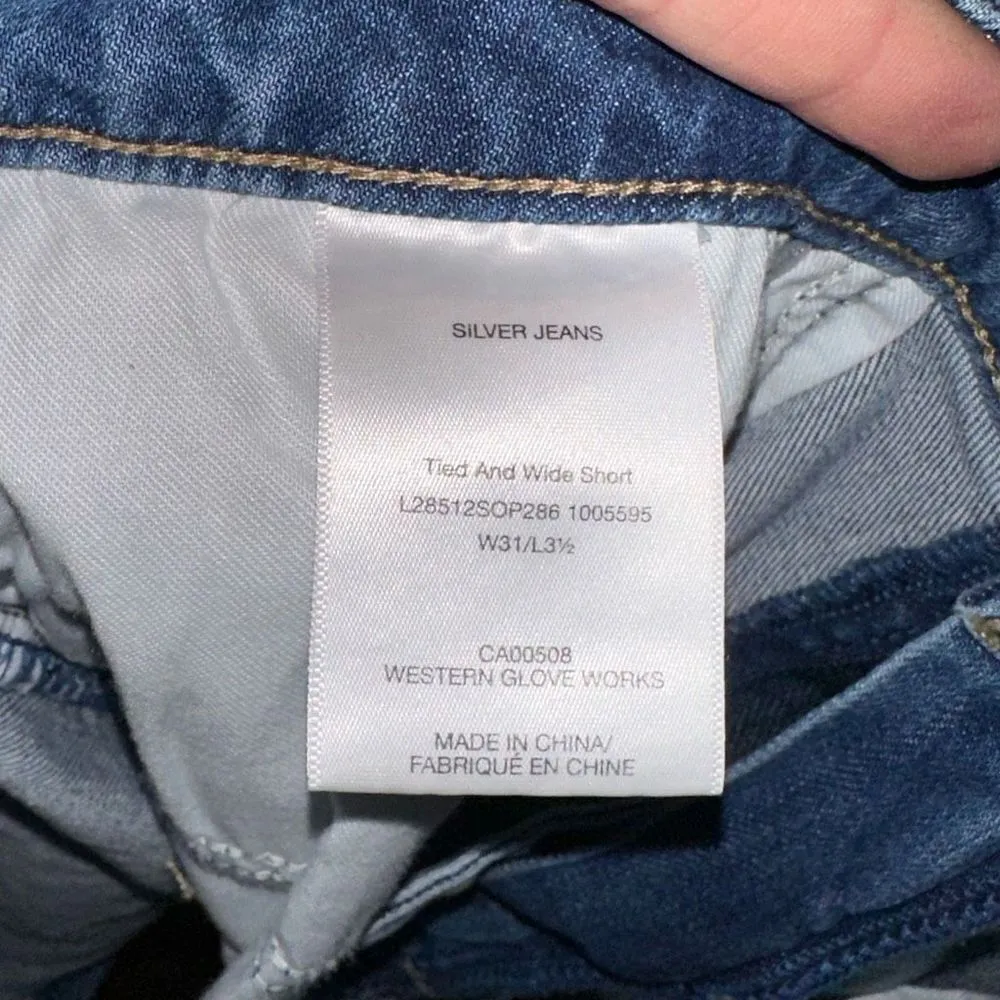 SILVER JEANS
Tied And Wide Short
L28512SOP286 1005595
W31/L3½
CA00508
WESTERN GLOVE WORKS
MADE IN CHINA/
FABRIQUÉ EN CHINE